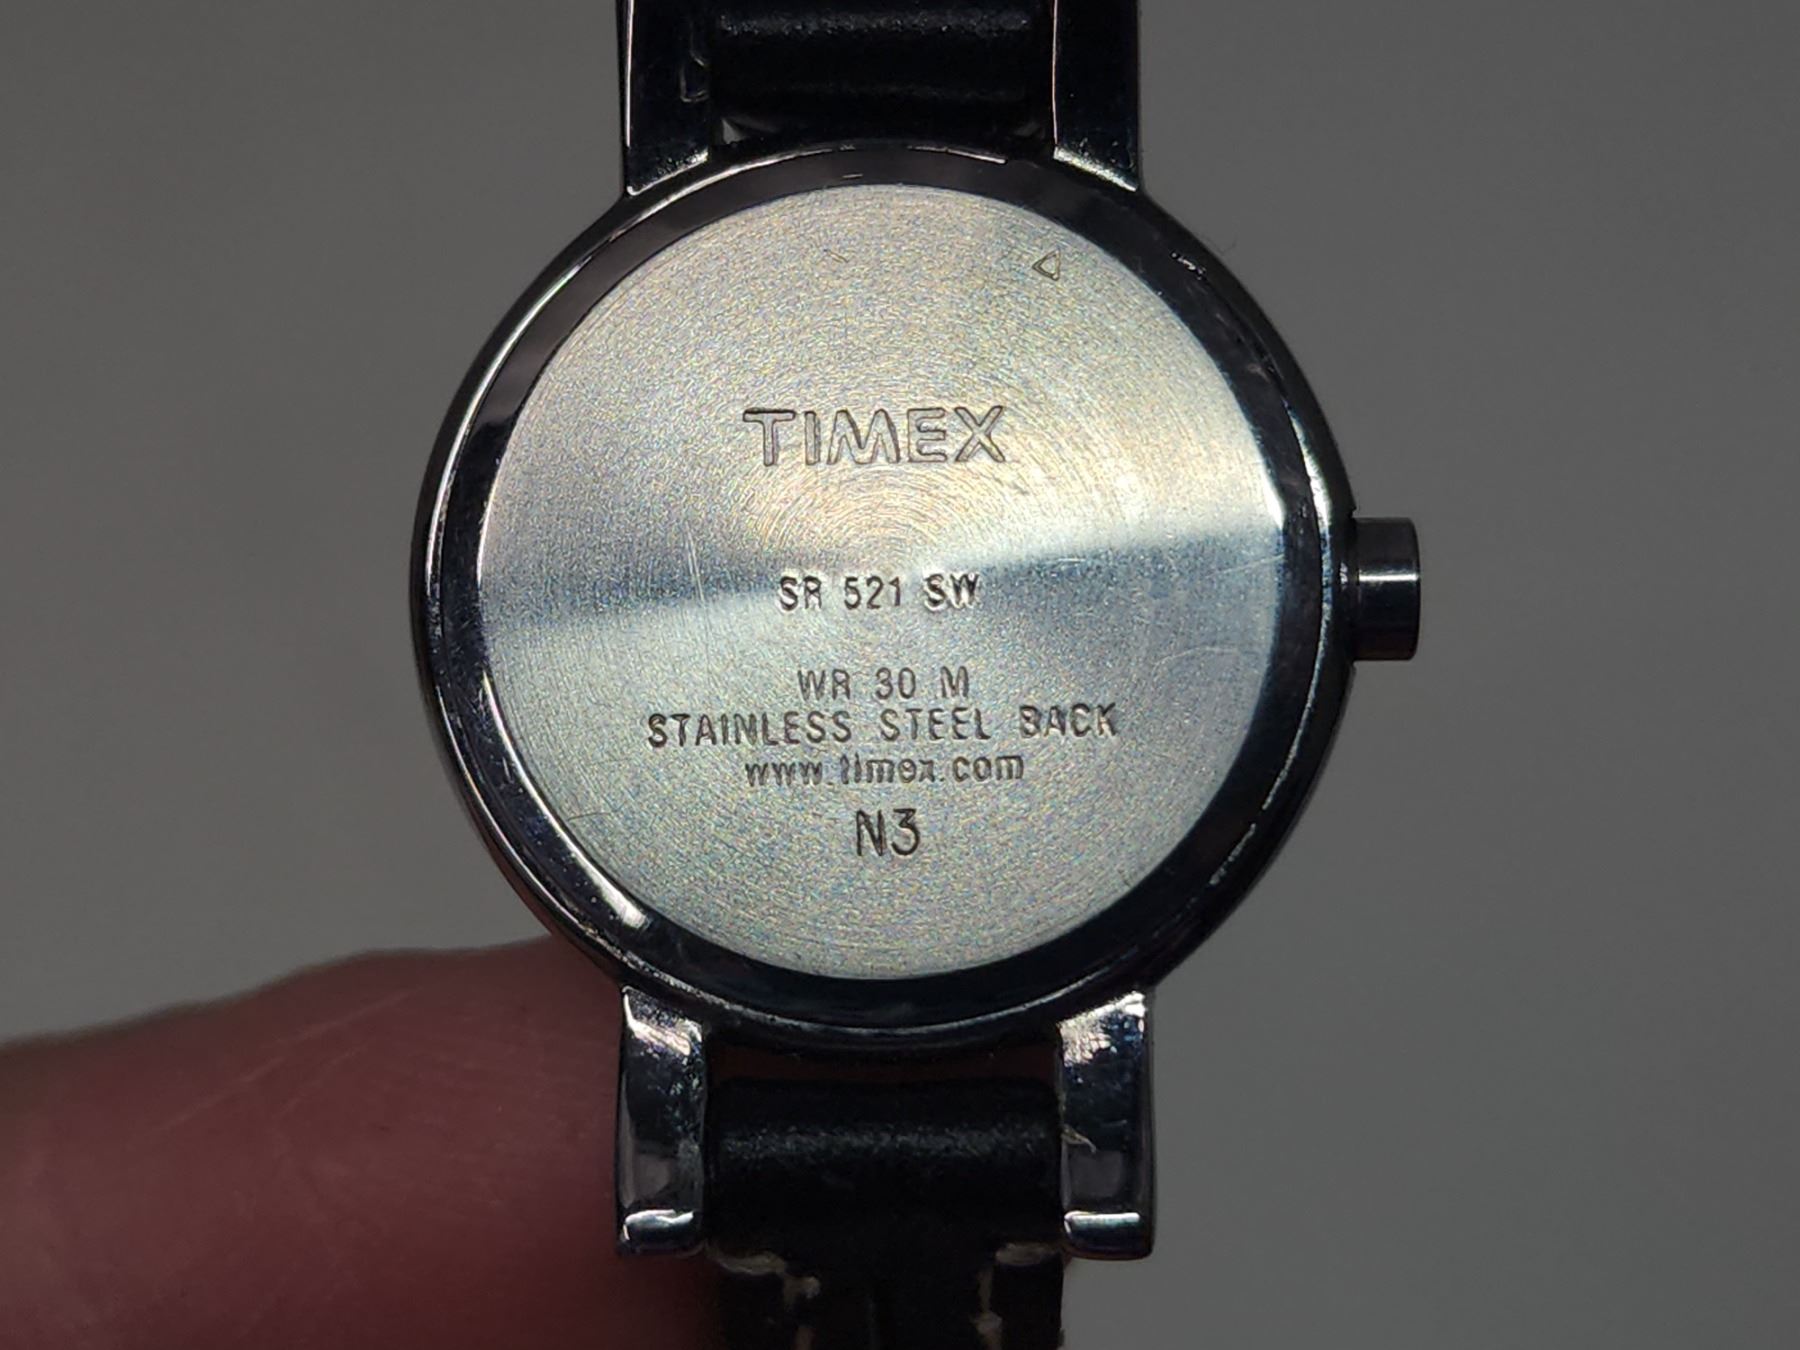 TIMEX
SR 521 SW
WR 30 M
STAINLESS STEEL BACK
www.timex.com
N3